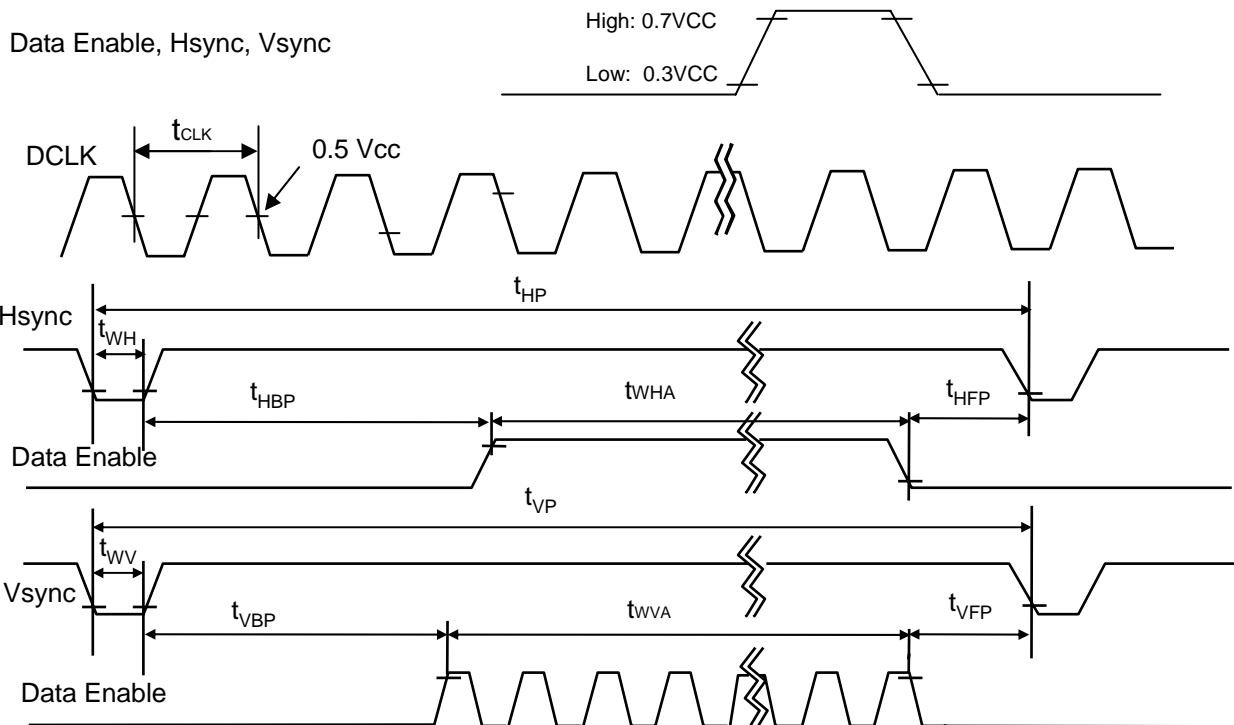 High: 0.7VCC
Data Enable, Hsync, Vsync
Low: 0.3VCC
tCLK
DCLK
0.5 Vcc
tHP
Hsync
tWH
tHBP
tWHA
tHFP
Data Enable
tVP
tWV
Vsync
tVBP
tWVA
tVFP
Data Enable